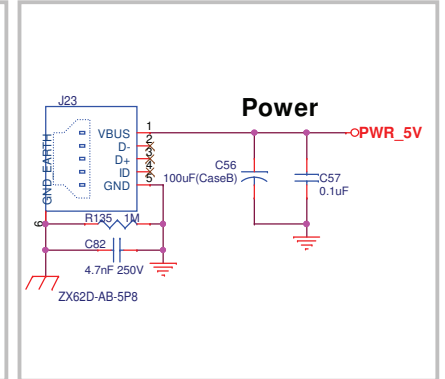 J23
Power
GND_EARTH
VBUS 1
D- 2
D+ 3
ID 4
GND 5
PWR_5V
C56
100uF(CaseB)
C57
0.1uF
6
R135 1M
C82
4.7nF 250V
ZX62D-AB-5P8